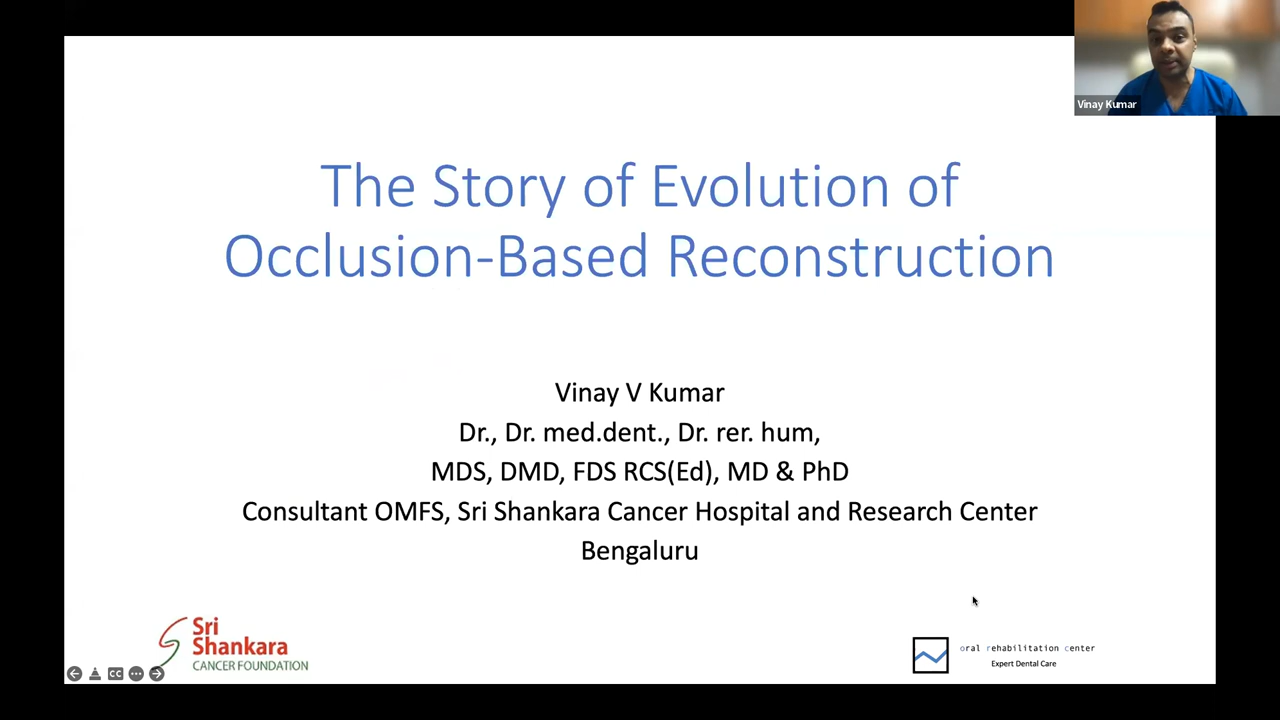 Vinay Kumar
The Story of Evolution of
Occlusion-Based Reconstruction
Vinay V Kumar
Dr., Dr. med.dent., Dr. rer. hum,
MDS, DMD, FDS RCS(Ed), MD & PhD
Consultant OMFS, Sri Shankara Cancer Hospital and Research Center
Bengaluru
Sri
Shankara
CANCER FOUNDATION
oral rehabilitation center
Expert Dental Care
CC